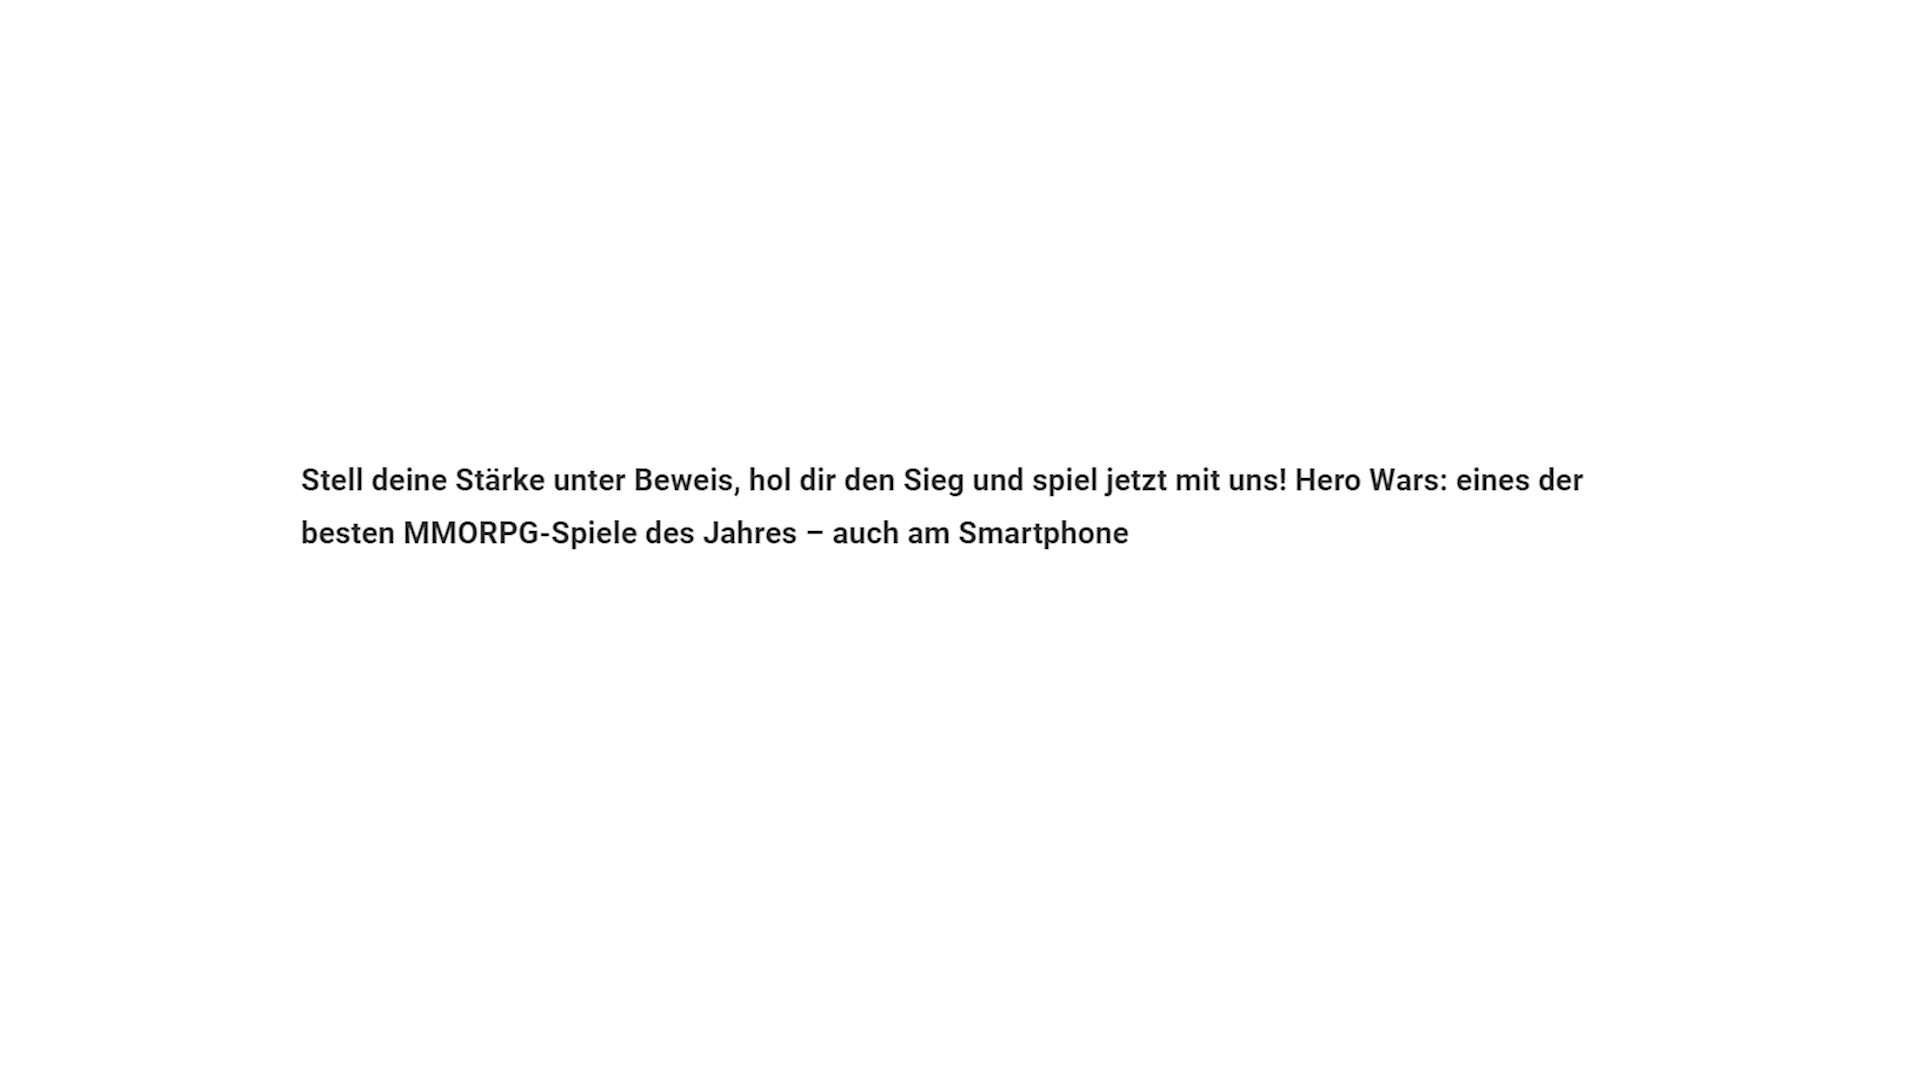 Stell deine Stärke unter Beweis, hol dir den Sieg und spiel jetzt mit uns! Hero Wars: eines der
besten MMORPG-Spiele des Jahres – auch am Smartphone